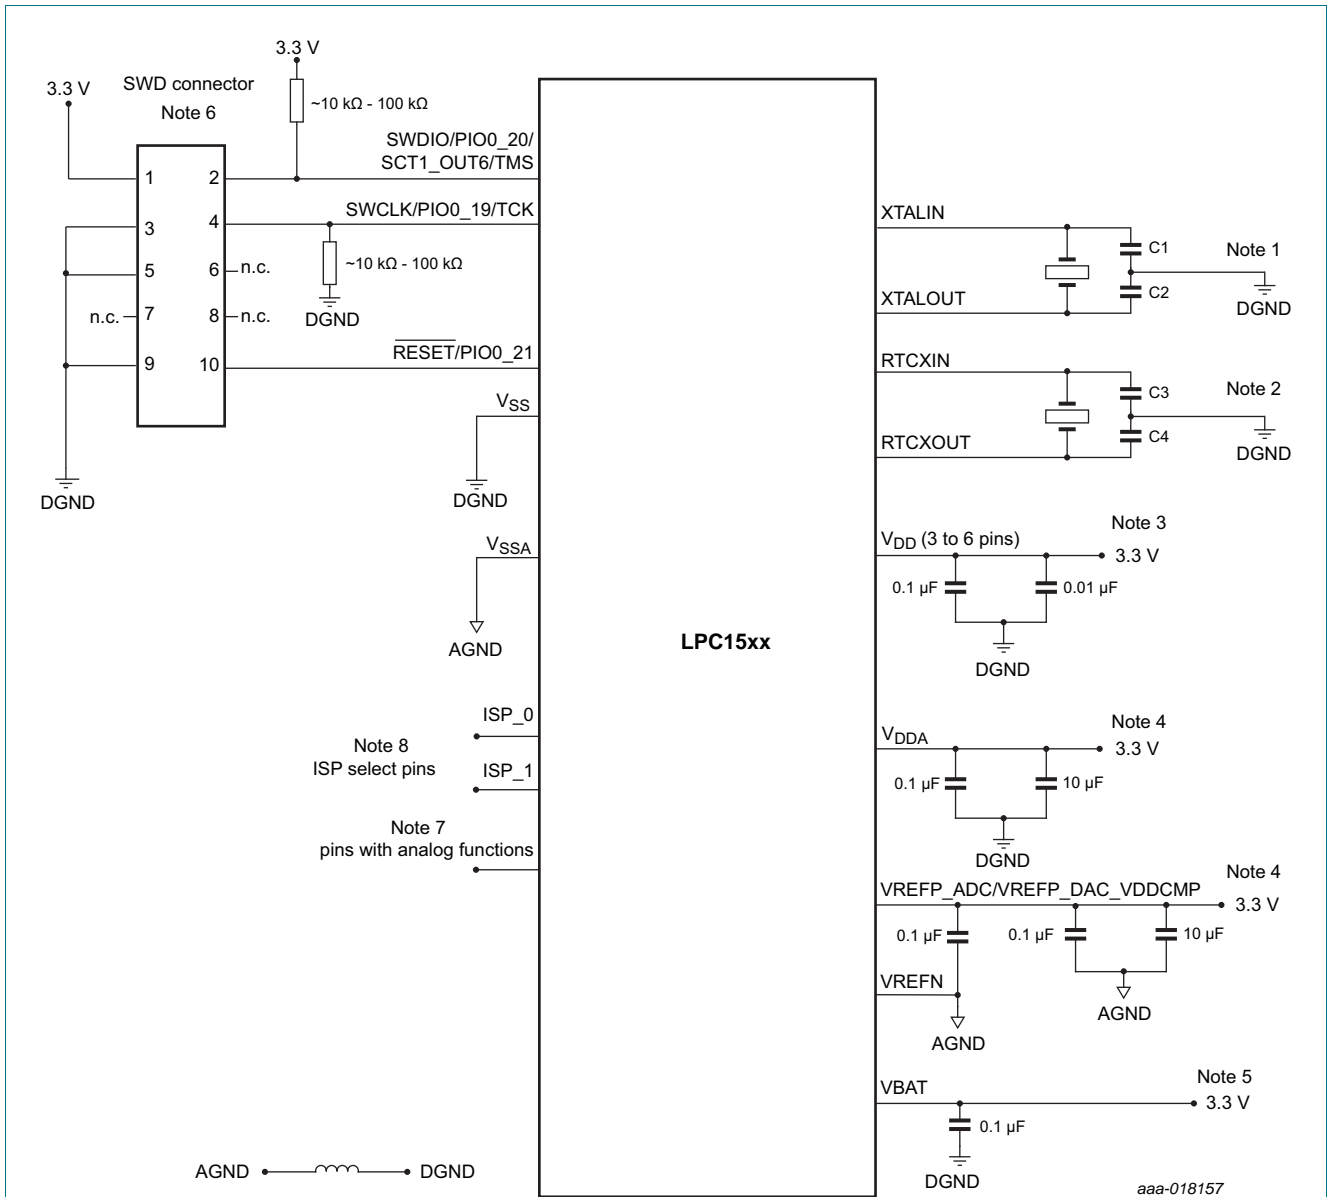 3.3 V
3.3 V
SWD connector
Note 6
~10 kΩ - 100 kΩ
SWDIO/PIO0_20/
SCT1_OUT6/TMS
1
2
SWCLK/PIO0_19/TCK
3
4
~10 kΩ - 100 kΩ
5
6
n.c.
n.c.
7
8
n.c.
DGND
9
10
RESET/PIO0_21
VSS
DGND
DGND
VSSA
AGND
ISP_0
Note 8
ISP select pins
ISP_1
Note 7
pins with analog functions
AGND
DGND
LPC15xx
XTALIN
C1
Note 1
C2
XTALOUT
DGND
RTCXIN
C3
Note 2
C4
RTCXOUT
DGND
Note 3
VDD (3 to 6 pins)
3.3 V
0.1 µF
0.01 µF
DGND
Note 4
VDDA
3.3 V
0.1 µF
10 µF
DGND
Note 4
VREFP_ADC/VREFP_DAC_VDDCMP
3.3 V
0.1 µF
0.1 µF
10 µF
VREFN
AGND
AGND
Note 5
VBAT
3.3 V
0.1 µF
DGND
aaa-018157